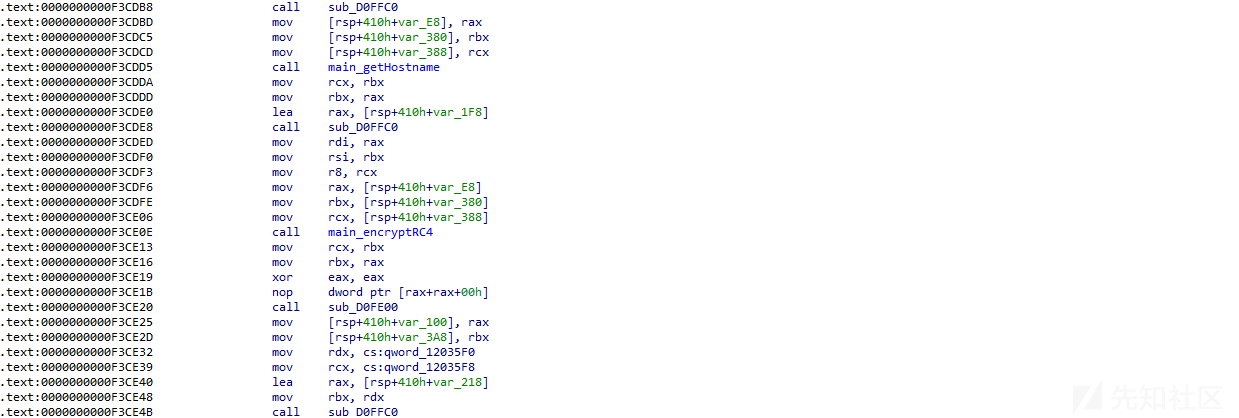 .text:0000000000F3CDB8 call sub_D0FFC0
.text:0000000000F3CDBD mov [rsp+410h+var_E8], rax
.text:0000000000F3CDC5 mov [rsp+410h+var_380], rbx
.text:0000000000F3CDCD mov [rsp+410h+var_388], rcx
.text:0000000000F3CDD5 call main_getHostname
.text:0000000000F3CDDA mov rcx, rbx
.text:0000000000F3CDDD mov rbx, rax
.text:0000000000F3CDE0 lea rax, [rsp+410h+var_1F8]
.text:0000000000F3CDE8 call sub_D0FFC0
.text:0000000000F3CDED mov rdi, rax
.text:0000000000F3CDF0 mov rsi, rbx
.text:0000000000F3CDF3 mov r8, rcx
.text:0000000000F3CDF6 mov rax, [rsp+410h+var_E8]
.text:0000000000F3CDFE mov rbx, [rsp+410h+var_380]
.text:0000000000F3CE06 mov rcx, [rsp+410h+var_388]
.text:0000000000F3CE0E call main_encryptRC4
.text:0000000000F3CE13 mov rcx, rbx
.text:0000000000F3CE16 mov rbx, rax
.text:0000000000F3CE19 xor eax, eax
.text:0000000000F3CE1B nop dword ptr [rax+rax+00h]
.text:0000000000F3CE20 call sub_D0FE00
.text:0000000000F3CE25 mov [rsp+410h+var_100], rax
.text:0000000000F3CE2D mov [rsp+410h+var_3A8], rbx
.text:0000000000F3CE32 mov rdx, cs:qword_12035F0
.text:0000000000F3CE39 mov rcx, cs:qword_12035F8
.text:0000000000F3CE40 lea rax, [rsp+410h+var_218]
.text:0000000000F3CE48 mov rbx, rdx
.text:0000000000F3CE4B call sub_D0FFC0
先知社区